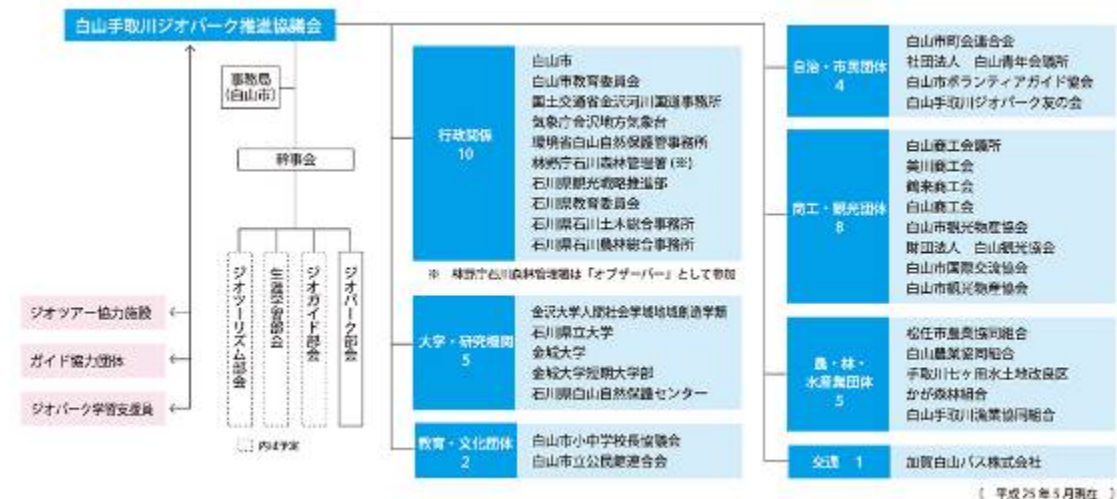 白山手取川ジオパーク推進協議会
事務局
(白山市)
幹事会
ジオツーリズム部会
生涯学習部会
ジオガイド部会
ジオパーク部会
内は予定
ジオツアー協力施設
ガイド協力団体
ジオパーク学習支援員
行政関係
10
白山市
白山市教育委員会
国土交通省金沢河川国道事務所
気象庁金沢地方気象台
環境省白山自然保護官事務所
林野庁石川森林管理署(※)
石川県観光戦略推進部
石川県教育委員会
石川県石川土木総合事務所
石川県石川農林総合事務所
※ 林野庁石川森林管理署は「オブザーバー」として参加
大学・研究機関
5
金沢大学人間社会学域地域創造学類
石川県立大学
金城大学
金城大学短期大学部
石川県白山自然保護センター
教育・文化団体
2
白山市小中学校長協議会
白山市立公民館連合会
自治・市民団体
4
白山市町会連合会
社団法人 白山青年会議所
白山市ボランティアガイド協会
白山手取川ジオパーク友の会
商工・観光団体
8
白山商工会議所
美川商工会
鶴来商工会
白山商工会
白山市観光物産協会
財団法人 白山観光協会
白山市国際交流協会
白山市観光物産協会
農・林・
水産業団体
5
松任市農業協同組合
白山農業協同組合
手取川七ヶ用水土地改良区
かが森林組合
白山手取川漁業協同組合
交通 1
加賀白山バス株式会社
[ 平成25年5月現在 ]